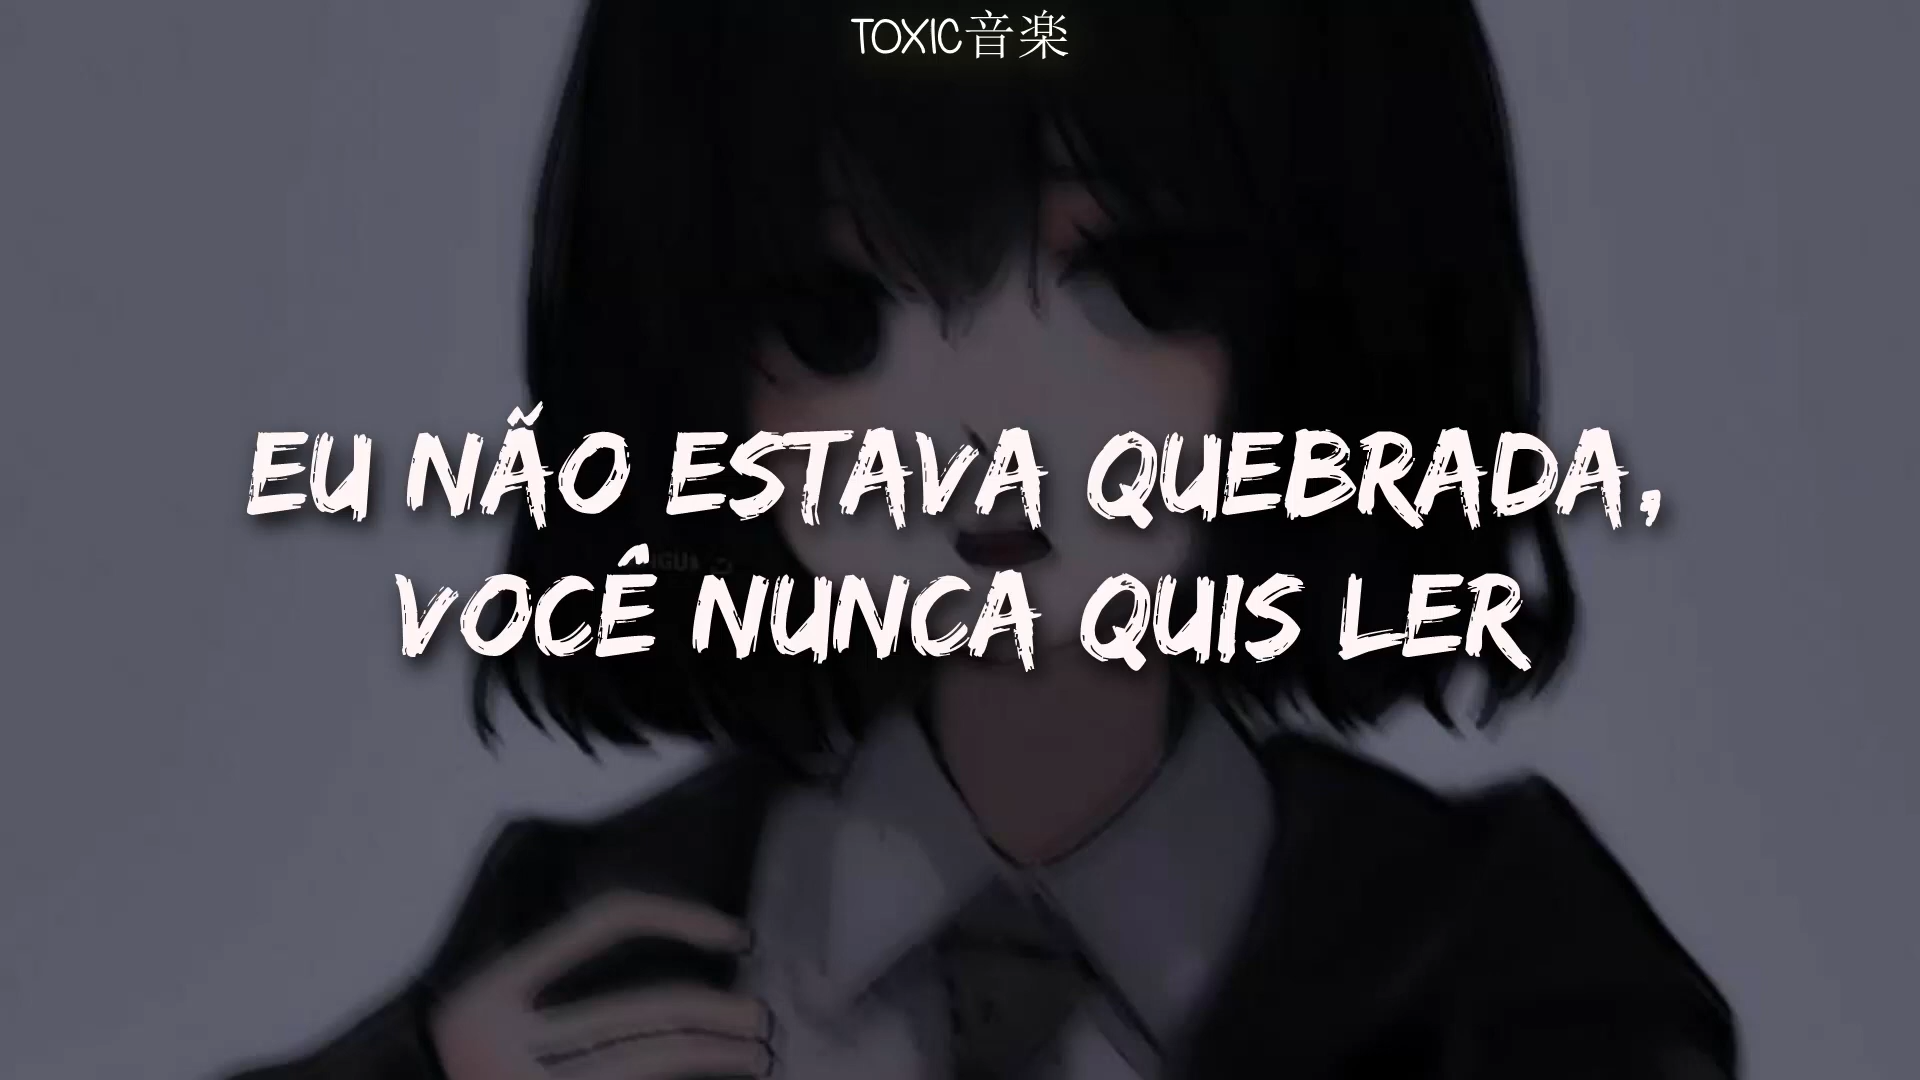 TOXIC音楽
EU NÃO ESTAVA QUEBRADA,
VOCÊ NUNCA QUIS LER